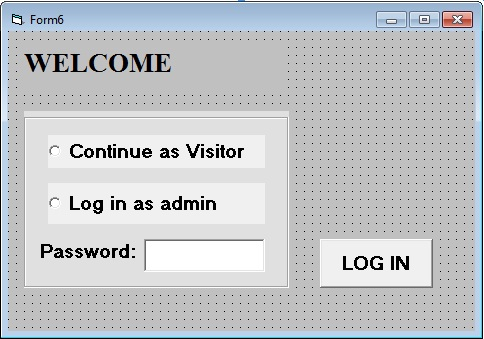 Form6
WELCOME
Continue as Visitor
Log in as admin
Password:
LOG IN